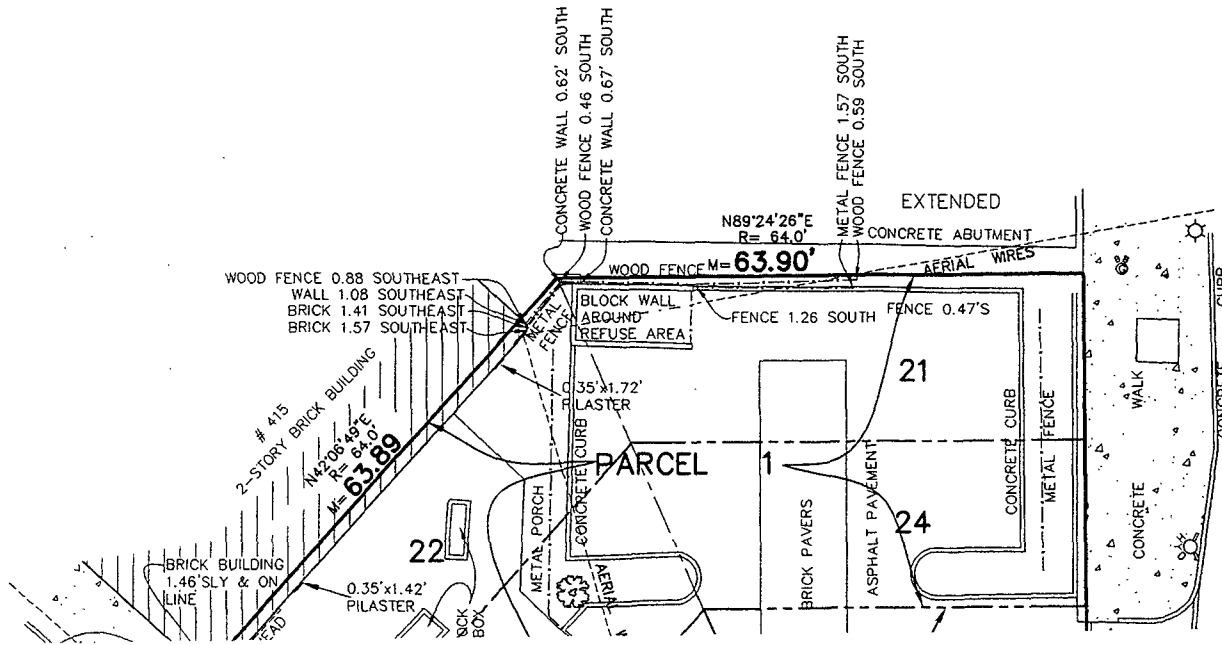 CONCRETE WALL 0.62' SOUTH
WOOD FENCE 0.46 SOUTH
CONCRETE WALL 0.67' SOUTH
METAL FENCE 1.57 SOUTH
WOOD FENCE 0.59 SOUTH
EXTENDED
N89°24'26"E
R= 64.0'
M= 63.90'
CONCRETE ABUTMENT
AERIAL WIRES
WOOD FENCE
WOOD FENCE 0.88 SOUTHEAST
WALL 1.08 SOUTHEAST
BRICK 1.41 SOUTHEAST
BRICK 1.57 SOUTHEAST
METAL
FENCE
BLOCK WALL
AROUND
REFUSE AREA
FENCE 1.26 SOUTH
FENCE 0.47'S
21
# 415
2-STORY BRICK BUILDING
N42°06'49"E
R= 64.0'
M= 63.89
0.35'x1.72'
PILASTER
CONCRETE CURB
PARCEL 1
CONCRETE CURB
METAL FENCE
WALK
CONCRETE
CURB
22
24
METAL PORCH
BRICK PAVERS
ASPHALT PAVEMENT
BRICK BUILDING
1.46'SLY & ON
LINE
0.35'x1.42'
PILASTER
AERIAL
BOX